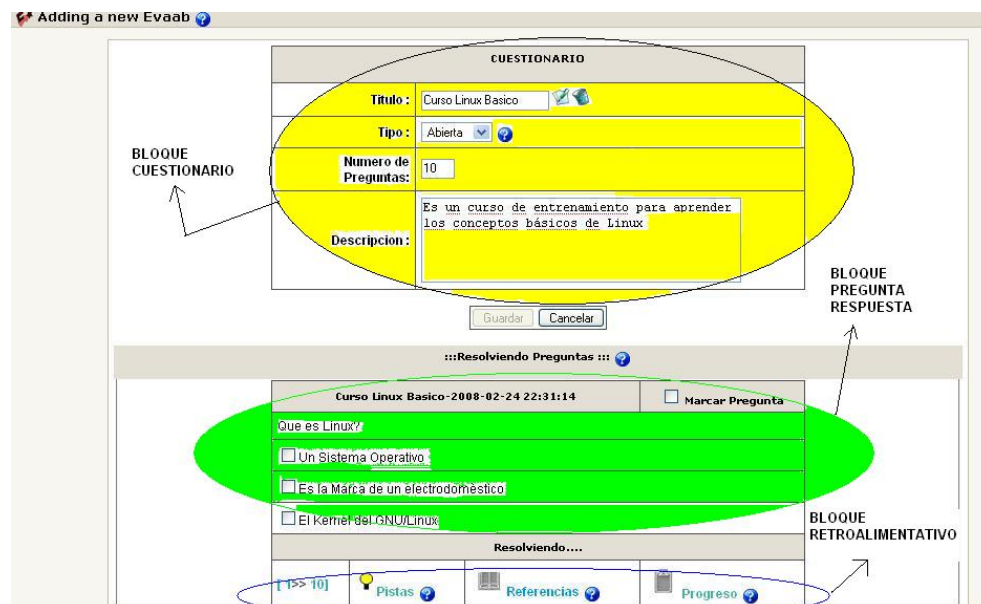 Adding a new Evaab
CUESTIONARIO
Titulo : Curso Linux Basico
Tipo : Abierta
BLOQUE
CUESTIONARIO
Numero de
Preguntas: 10
Descripcion :
Es un curso de entrenamiento para aprender
los conceptos básicos de Linux
BLOQUE
PREGUNTA
RESPUESTA
Guardar Cancelar
:::Resolviendo Preguntas :::
Curso Linux Basico-2008-02-24 22:31:14 Marcar Pregunta
Que es Linux?
Un Sistema Operativo
Es la Marca de un electrodomèstico
El Kernel del GNU/Linux
BLOQUE
RETROALIMENTATIVO
Resolviendo....
[ 1>> 10] Pistas Referencias Progreso